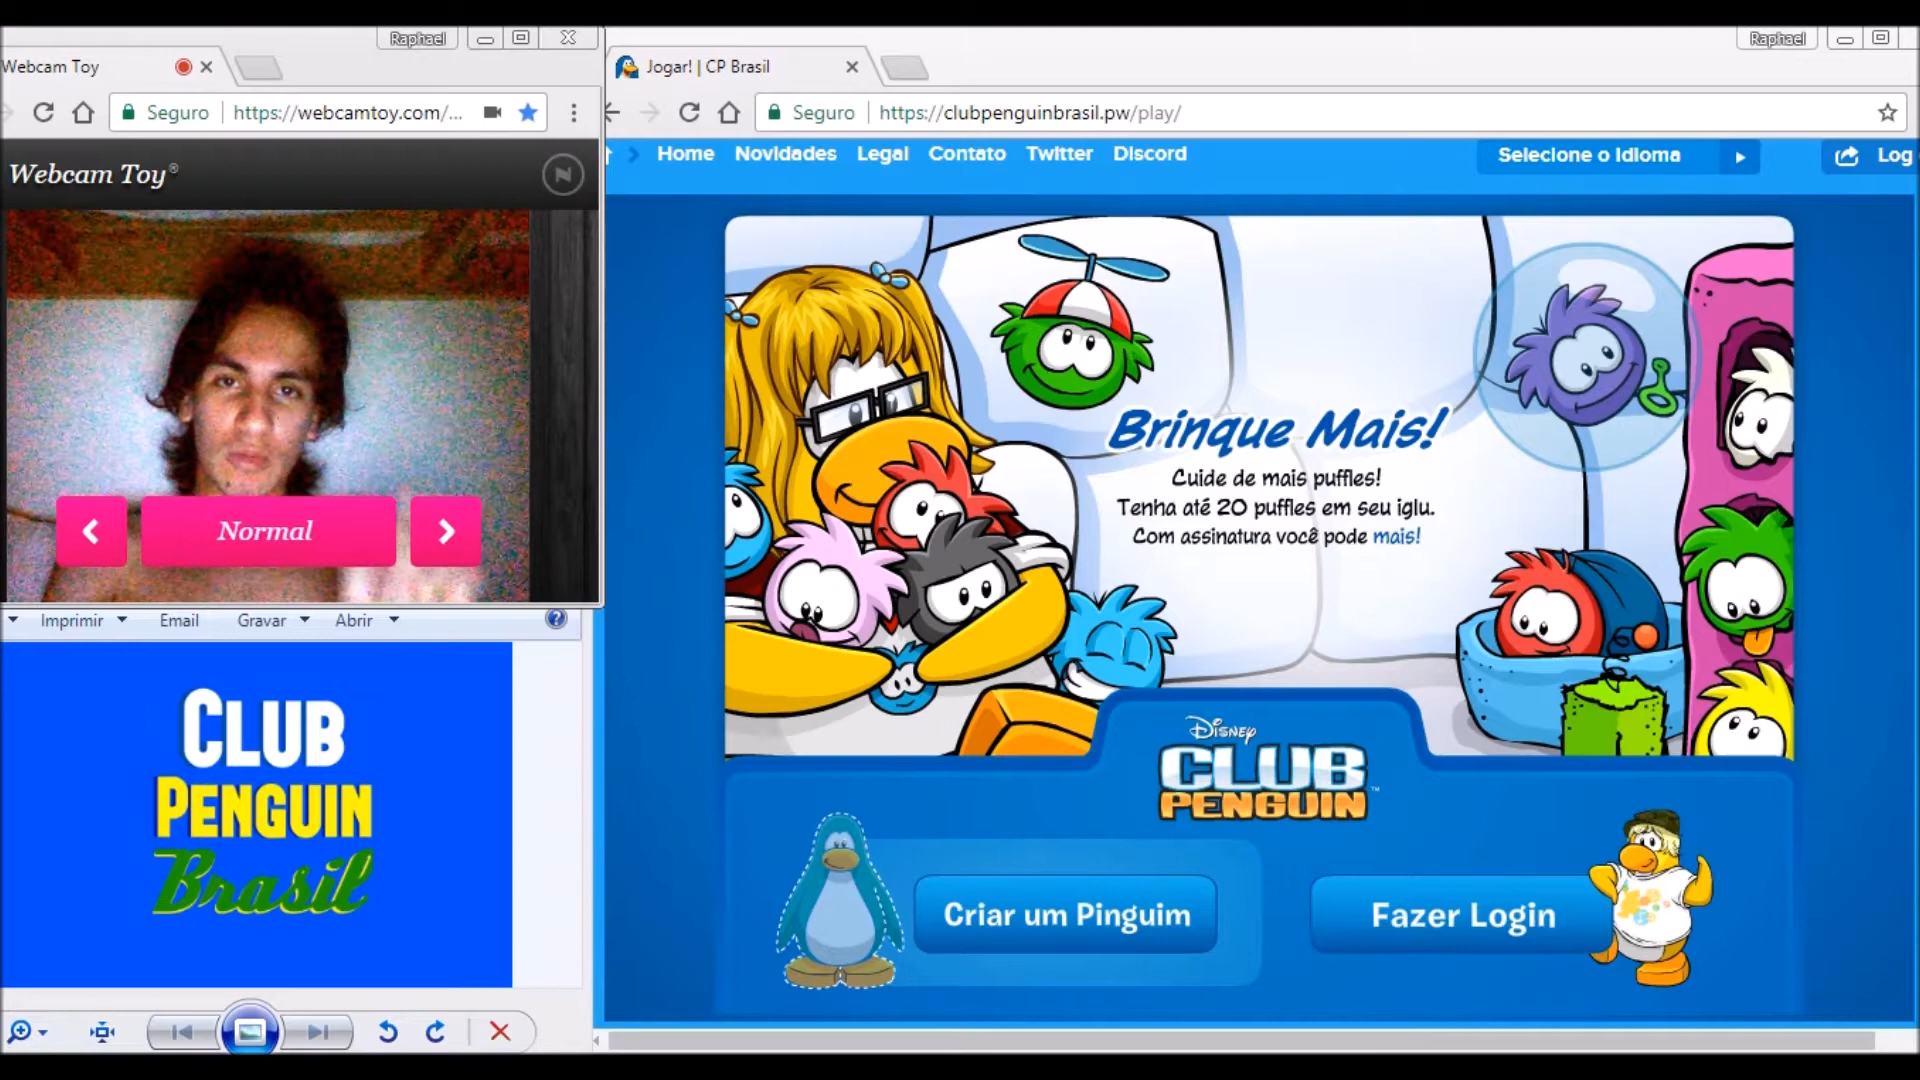 Raphael
Webcam Toy
Seguro
https://webcamtoy.com/...
Webcam Toy®
Normal
Imprimir
Email
Gravar
Abrir
CLUB
PENGUIN
Brasil
Raphael
Jogar! | CP Brasil
Seguro
https://clubpenguinbrasil.pw/play/
Home
Novidades
Legal
Contato
Twitter
Discord
Selecione o Idioma
Log
Brinque Mais!
Cuide de mais puffles!
Tenha até 20 puffles em seu iglu.
Com assinatura você pode mais!
Disney
CLUB
PENGUIN™
Criar um Pinguim
Fazer Login